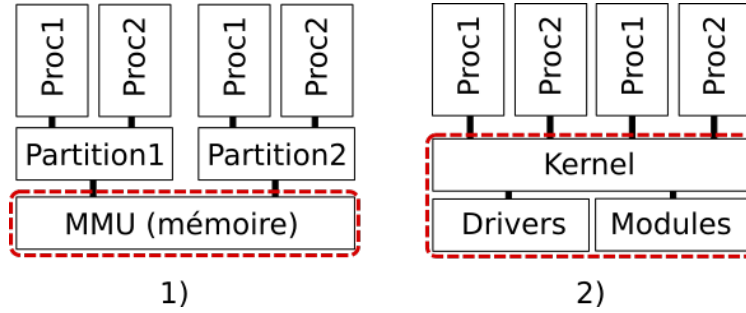 Proc1 Proc2 Proc1 Proc2
Partition1 Partition2
MMU (mémoire)
1)
Proc1 Proc2 Proc1 Proc2
Kernel
Drivers Modules
2)